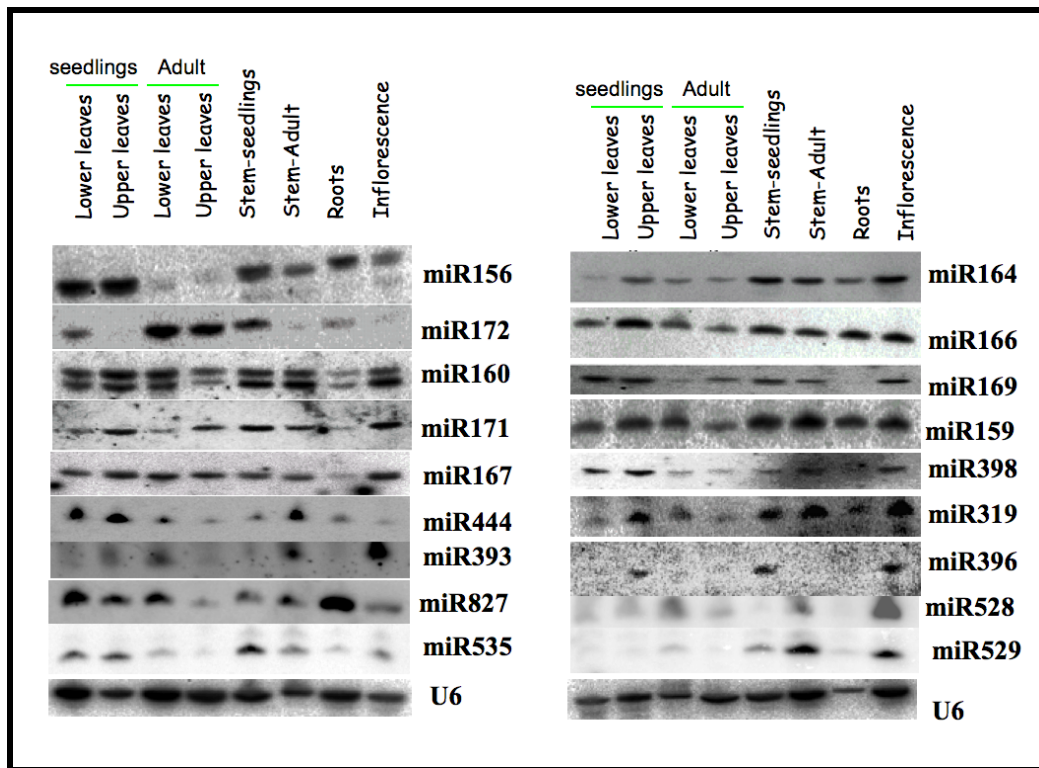 seedlings Adult
Lower leaves
Upper leaves
Lower leaves
Upper leaves
Stem-seedlings
Stem-Adult
Roots
Inflorescence
miR156
miR172
miR160
miR171
miR167
miR444
miR393
miR827
miR535
U6
seedlings Adult
Lower leaves
Upper leaves
Lower leaves
Upper leaves
Stem-seedlings
Stem-Adult
Roots
Inflorescence
miR164
miR166
miR169
miR159
miR398
miR319
miR396
miR528
miR529
U6